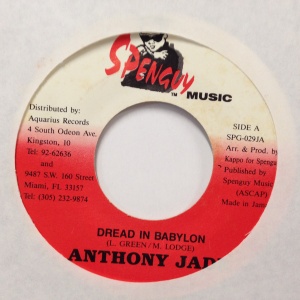 SPENGUY
™ MUSIC
Distributed by:
Aquarius Records
4 South Odeon Ave.
Kingston, 10
Tel: 92-62636
and
9487 S.W. 160 Street
Miami, FL 33157
Tel: (305) 232-9874
SIDE A
SPG-029JA
Arr. & Prod. by
Kappo for Spengu
Published by
Spenguy Music
(ASCAP)
Made in Jam
DREAD IN BABYLON
(L. GREEN/M. LODGE)
ANTHONY JAD